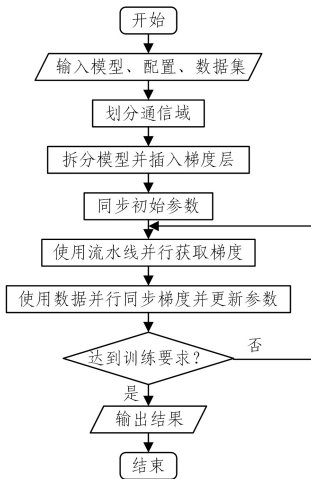 开始
输入模型、配置、数据集
划分通信域
拆分模型并插入梯度层
同步初始参数
使用流水线并行获取梯度
使用数据并行同步梯度并更新参数
达到训练要求?
否
是
输出结果
结束